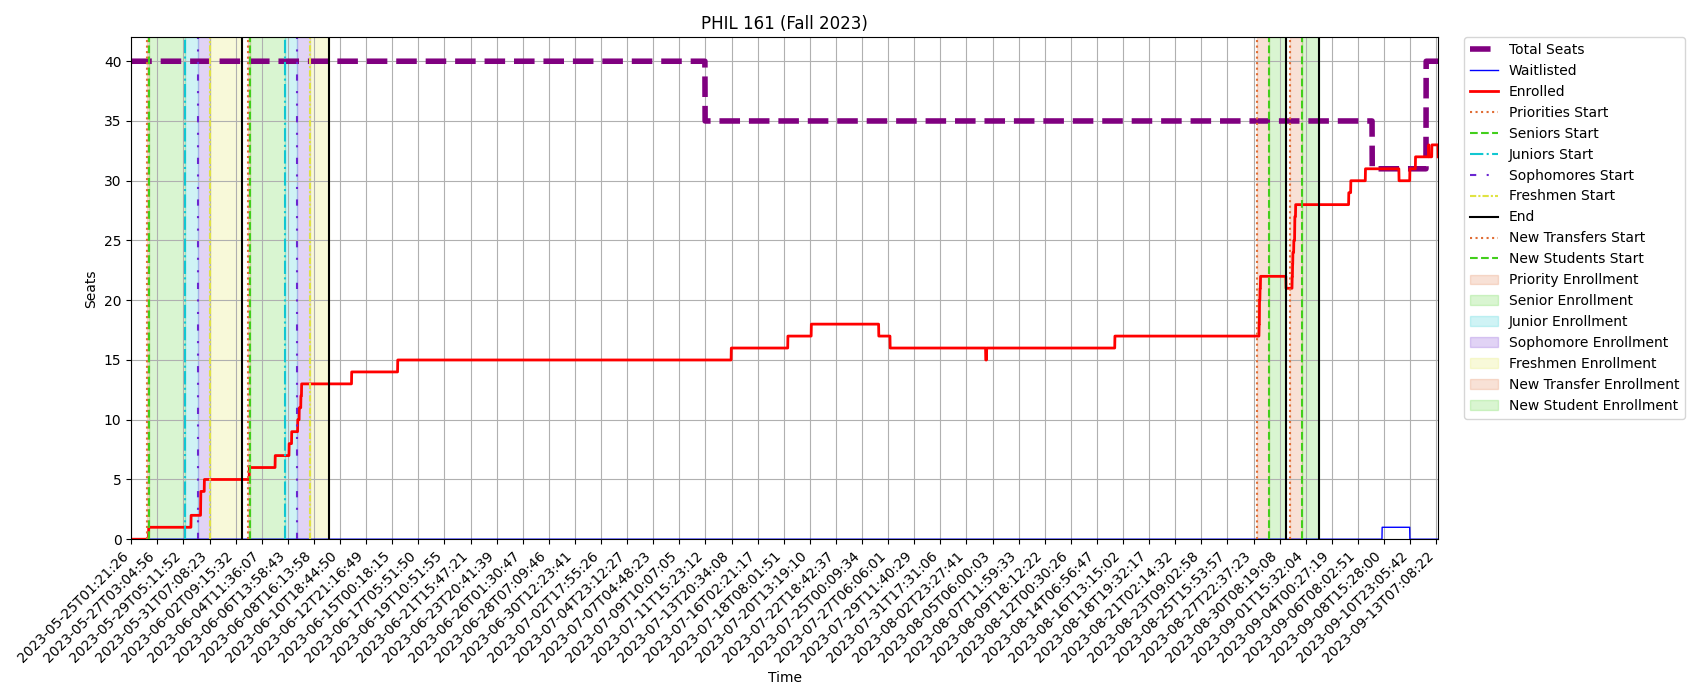 PHIL 161 (Fall 2023)
Seats
40
35
30
25
20
15
10
5
0
2023-05-25T01:21:26
2023-05-27T03:04:56
2023-05-29T05:11:52
2023-05-31T07:08:23
2023-06-02T09:15:32
2023-06-04T11:36:07
2023-06-06T13:58:43
2023-06-08T16:13:58
2023-06-10T18:44:50
2023-06-12T21:16:49
2023-06-15T00:18:15
2023-06-17T05:51:50
2023-06-19T10:51:55
2023-06-21T15:47:21
2023-06-23T20:41:39
2023-06-26T01:30:47
2023-06-28T07:09:46
2023-06-30T12:23:41
2023-07-02T17:55:26
2023-07-04T23:12:27
2023-07-07T04:48:23
2023-07-09T10:07:05
2023-07-11T15:23:12
2023-07-13T20:34:08
2023-07-16T02:21:17
2023-07-18T08:01:51
2023-07-20T13:19:10
2023-07-22T18:42:37
2023-07-25T00:09:34
2023-07-27T06:06:01
2023-07-29T11:40:29
2023-07-31T17:31:06
2023-08-02T23:27:41
2023-08-05T06:00:03
2023-08-07T11:59:33
2023-08-09T18:12:22
2023-08-12T00:30:26
2023-08-14T06:56:47
2023-08-16T13:15:02
2023-08-18T19:32:17
2023-08-21T02:14:32
2023-08-23T09:02:58
2023-08-25T15:53:57
2023-08-27T22:37:23
2023-08-30T08:19:08
2023-09-01T15:32:04
2023-09-04T00:27:19
2023-09-06T08:02:51
2023-09-08T15:28:00
2023-09-10T23:05:42
2023-09-13T07:08:22
Time
Total Seats
Waitlisted
Enrolled
Priorities Start
Seniors Start
Juniors Start
Sophomores Start
Freshmen Start
End
New Transfers Start
New Students Start
Priority Enrollment
Senior Enrollment
Junior Enrollment
Sophomore Enrollment
Freshmen Enrollment
New Transfer Enrollment
New Student Enrollment